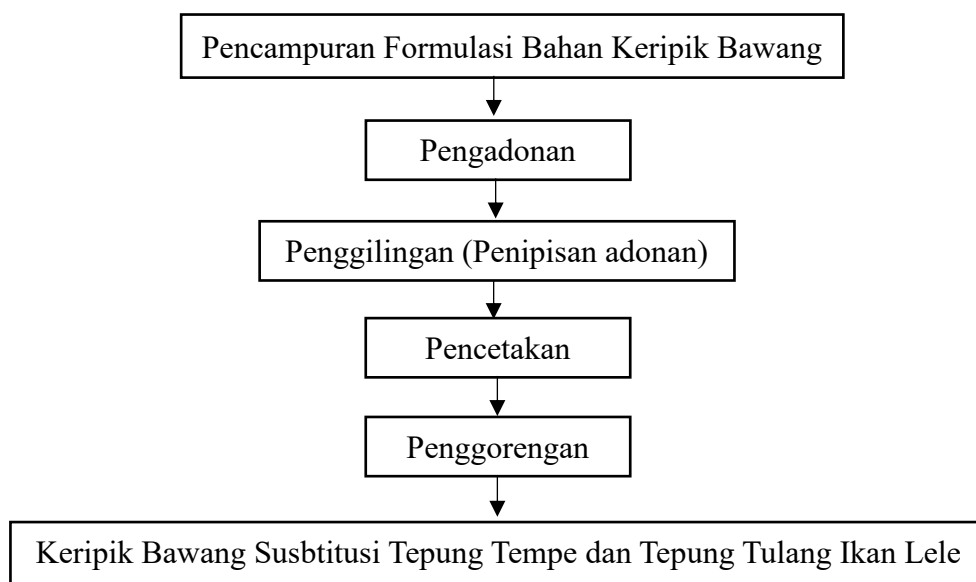 Pencampuran Formulasi Bahan Keripik Bawang
Pengadonan
Penggilingan (Penipisan adonan)
Pencetakan
Penggorengan
Keripik Bawang Susbtitusi Tepung Tempe dan Tepung Tulang Ikan Lele